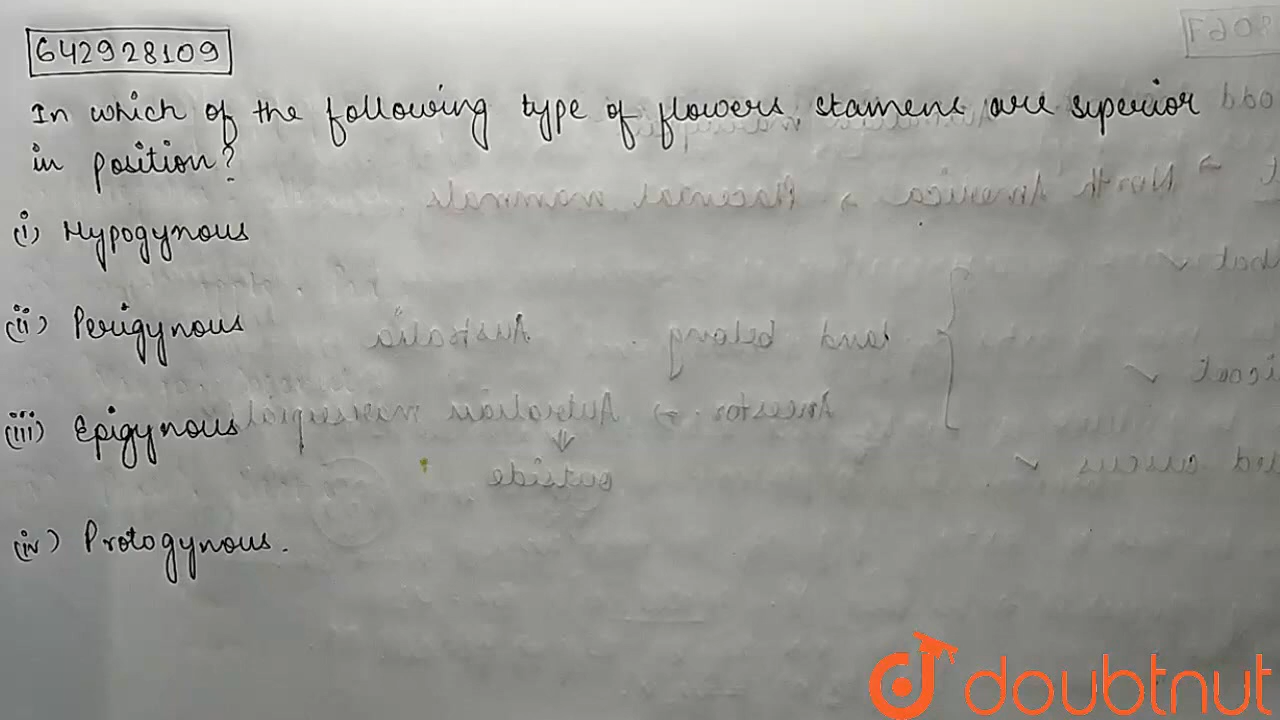 642928109
In which of the following type of flowers stamens are superior
in position?
(i) Hypogynous
(ii) Perigynous
(iii) Epigynous
(iv) Protogynous.
doubtnut